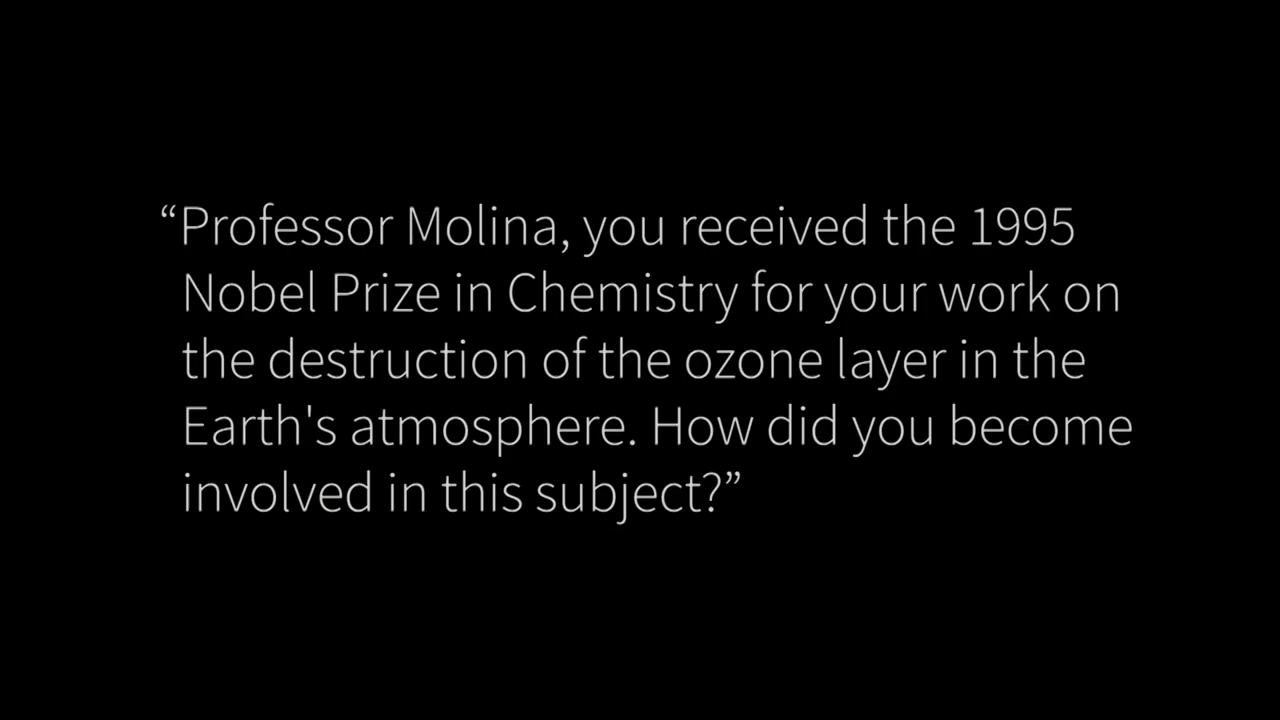 “Professor Molina, you received the 1995
Nobel Prize in Chemistry for your work on
the destruction of the ozone layer in the
Earth's atmosphere. How did you become
involved in this subject?”